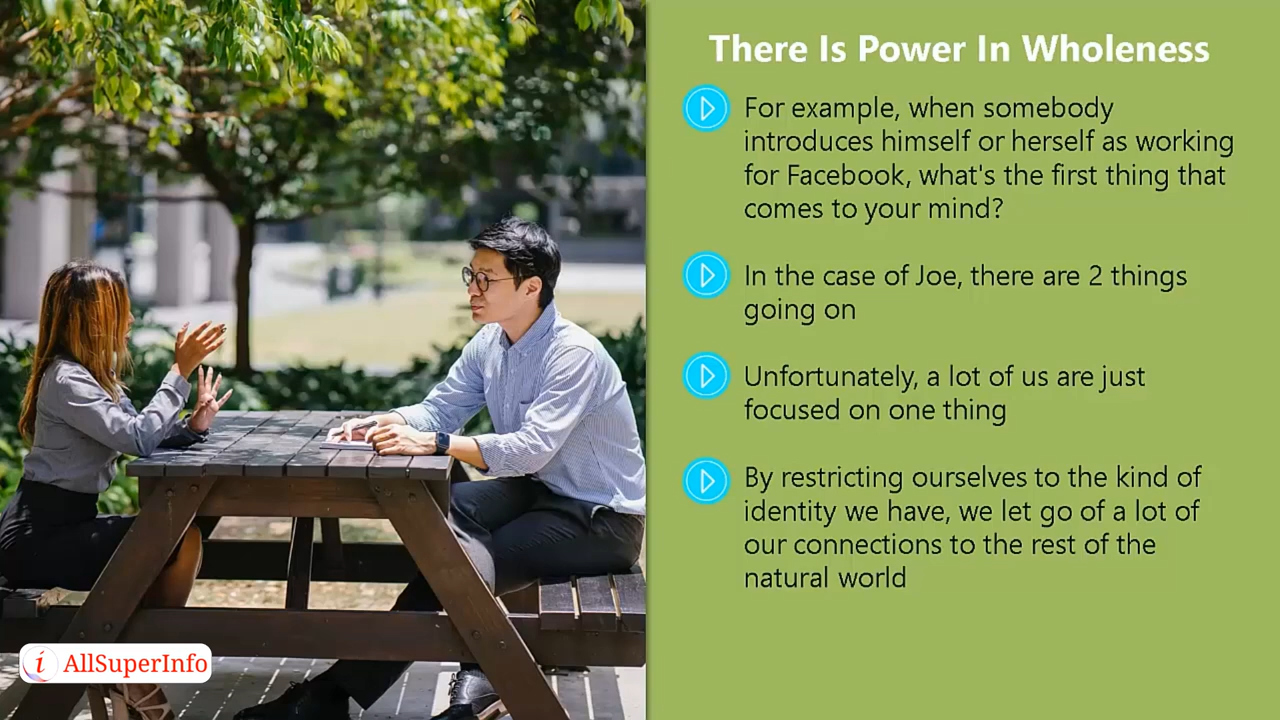 There Is Power In Wholeness
For example, when somebody
introduces himself or herself as working
for Facebook, what's the first thing that
comes to your mind?
In the case of Joe, there are 2 things
going on
Unfortunately, a lot of us are just
focused on one thing
By restricting ourselves to the kind of
identity we have, we let go of a lot of
our connections to the rest of the
natural world
i AllSuperInfo